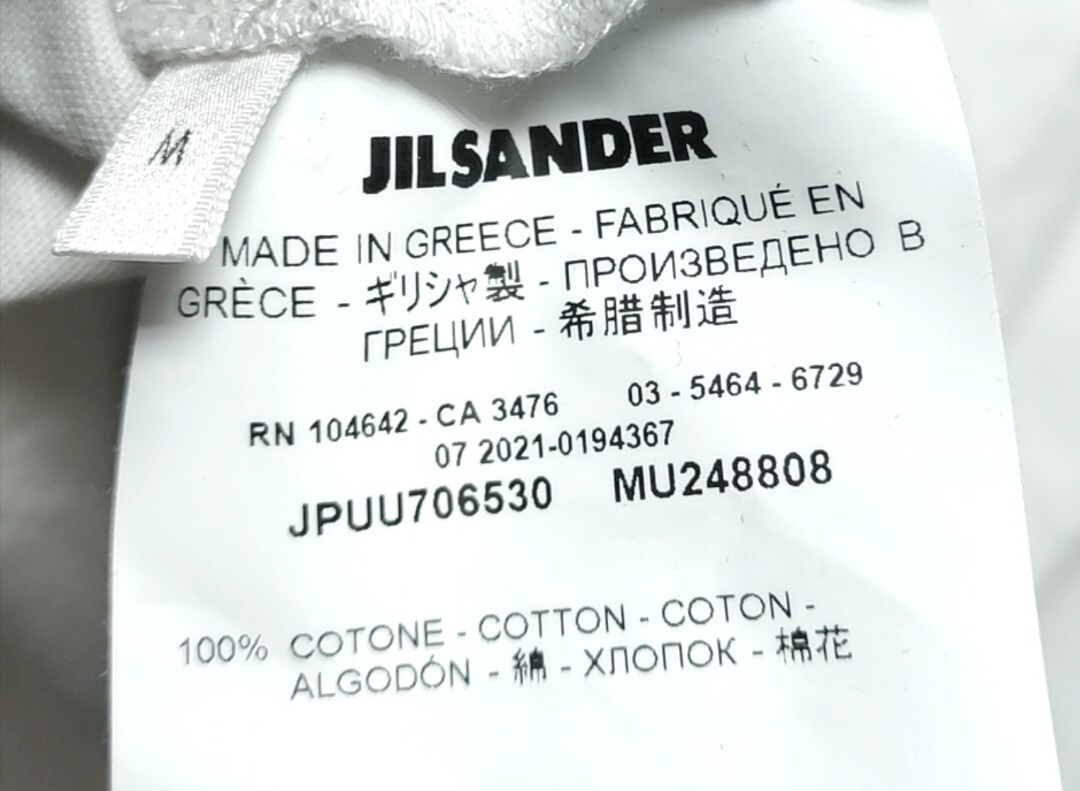 M
JIL SANDER
MADE IN GREECE - FABRIQUÉ EN
GRÈCE - ギリシャ製 - ПРОИЗВЕДЕНО В
ГРЕЦИИ - 希腊制造
RN 104642 - CA 3476 03 - 5464 - 6729
07 2021-0194367
JPUU706530 MU248808
100% COTONE - COTTON - COTON -
ALGODÓN - 綿 - ХЛОПОК - 棉花